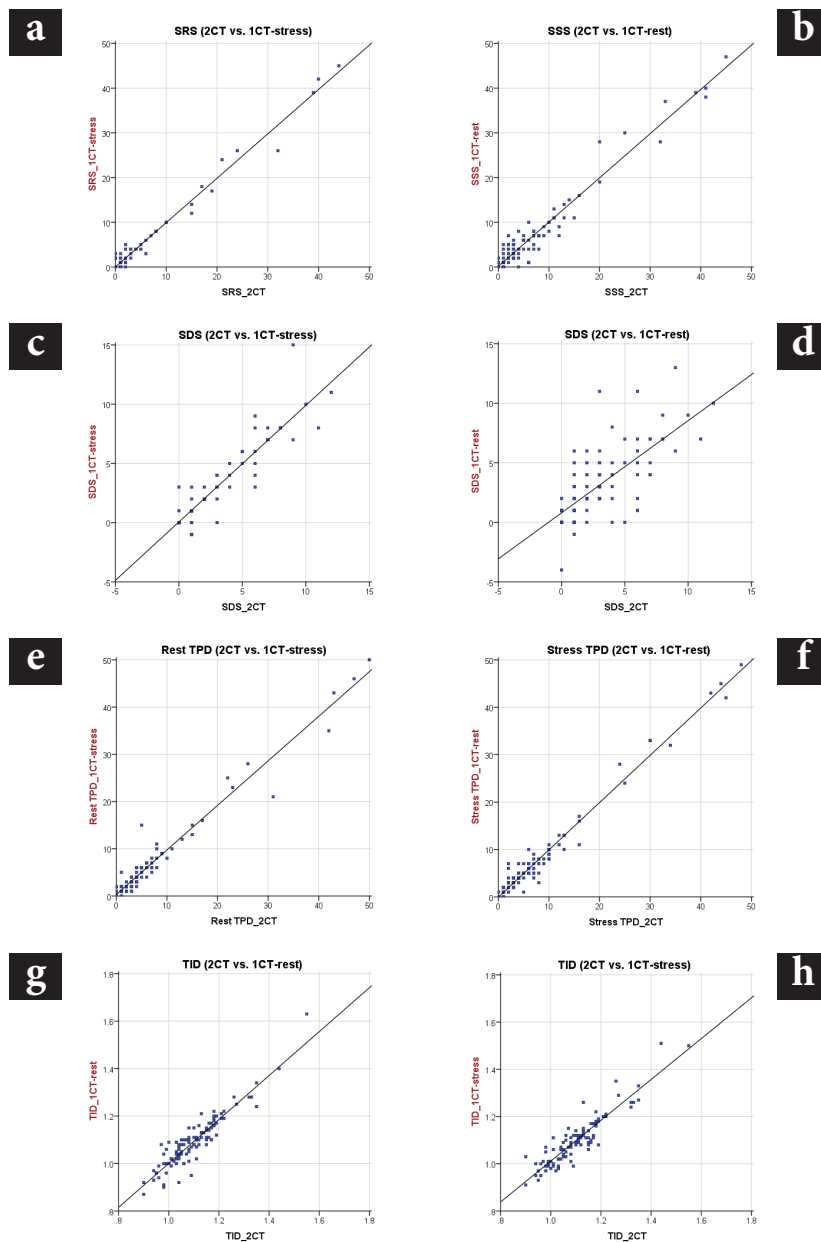 a
SRS (2CT vs. 1CT-stress)
50
40
30
20
10
0
SRS_1CT-stress
0 10 20 30 40 50
SRS_2CT
b
SSS (2CT vs. 1CT-rest)
50
40
30
20
10
0
SSS_1CT-rest
0 10 20 30 40 50
SSS_2CT
c
SDS (2CT vs. 1CT-stress)
15
10
5
0
-5
SDS_1CT-stress
-5 0 5 10 15
SDS_2CT
d
SDS (2CT vs. 1CT-rest)
15
10
5
0
-5
SDS_1CT-rest
-5 0 5 10 15
SDS_2CT
e
Rest TPD (2CT vs. 1CT-stress)
50
40
30
20
10
0
Rest TPD_1CT-stress
0 10 20 30 40 50
Rest TPD_2CT
f
Stress TPD (2CT vs. 1CT-rest)
50
40
30
20
10
0
Stress TPD_1CT-rest
0 10 20 30 40 50
Stress TPD_2CT
g
TID (2CT vs. 1CT-rest)
1.8
1.6
1.4
1.2
1.0
.8
TID_1CT-rest
.8 1.0 1.2 1.4 1.6 1.8
TID_2CT
h
TID (2CT vs. 1CT-stress)
1.8
1.6
1.4
1.2
1.0
.8
TID_1CT-stress
.8 1.0 1.2 1.4 1.6 1.8
TID_2CT